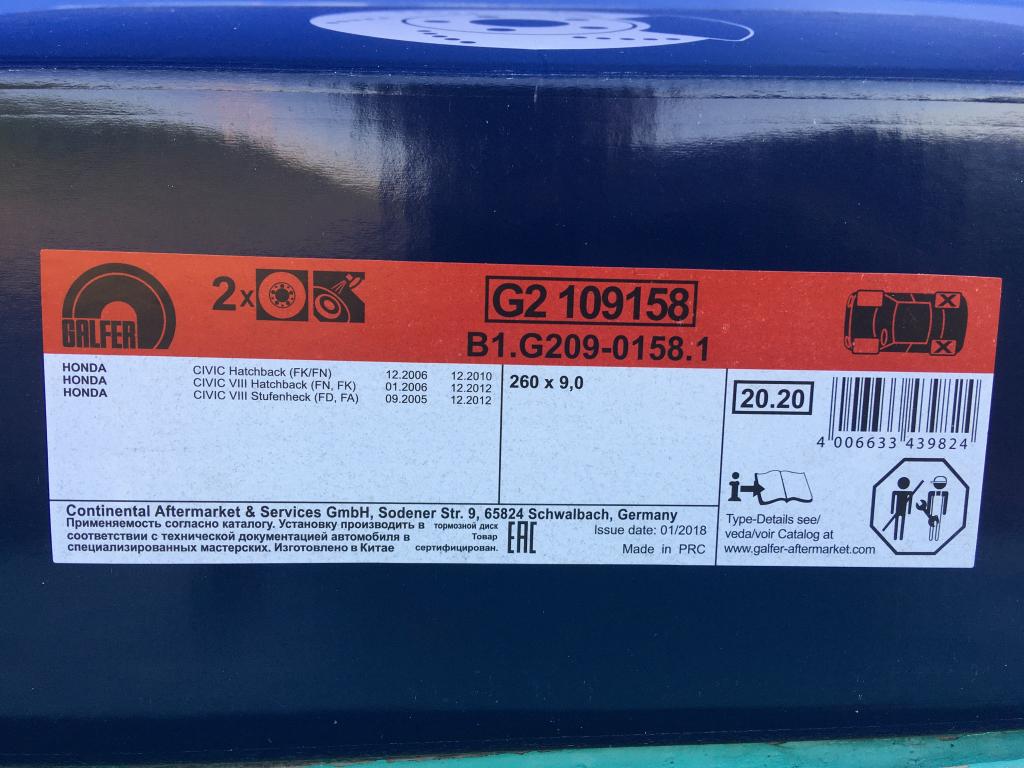 GALFER
2x
G2 109158
B1.G209-0158.1
HONDA CIVIC Hatchback (FK/FN) 12.2006 12.2010
HONDA CIVIC VIII Hatchback (FN, FK) 01.2006 12.2012
HONDA CIVIC VIII Stufenheck (FD, FA) 09.2005 12.2012
260 x 9,0
20.20
4 006633 439824
Continental Aftermarket & Services GmbH, Sodener Str. 9, 65824 Schwalbach, Germany
Применяемость согласно каталогу. Установку производить в
соответствии с технической документацией автомобиля в
специализированных мастерских. Изготовлено в Китае
тормозной диск
Товар
сертифицирован.
EAC
Issue date: 01/2018
Made in PRC
i
Type-Details see/
veda/voir Catalog at
www.galfer-aftermarket.com